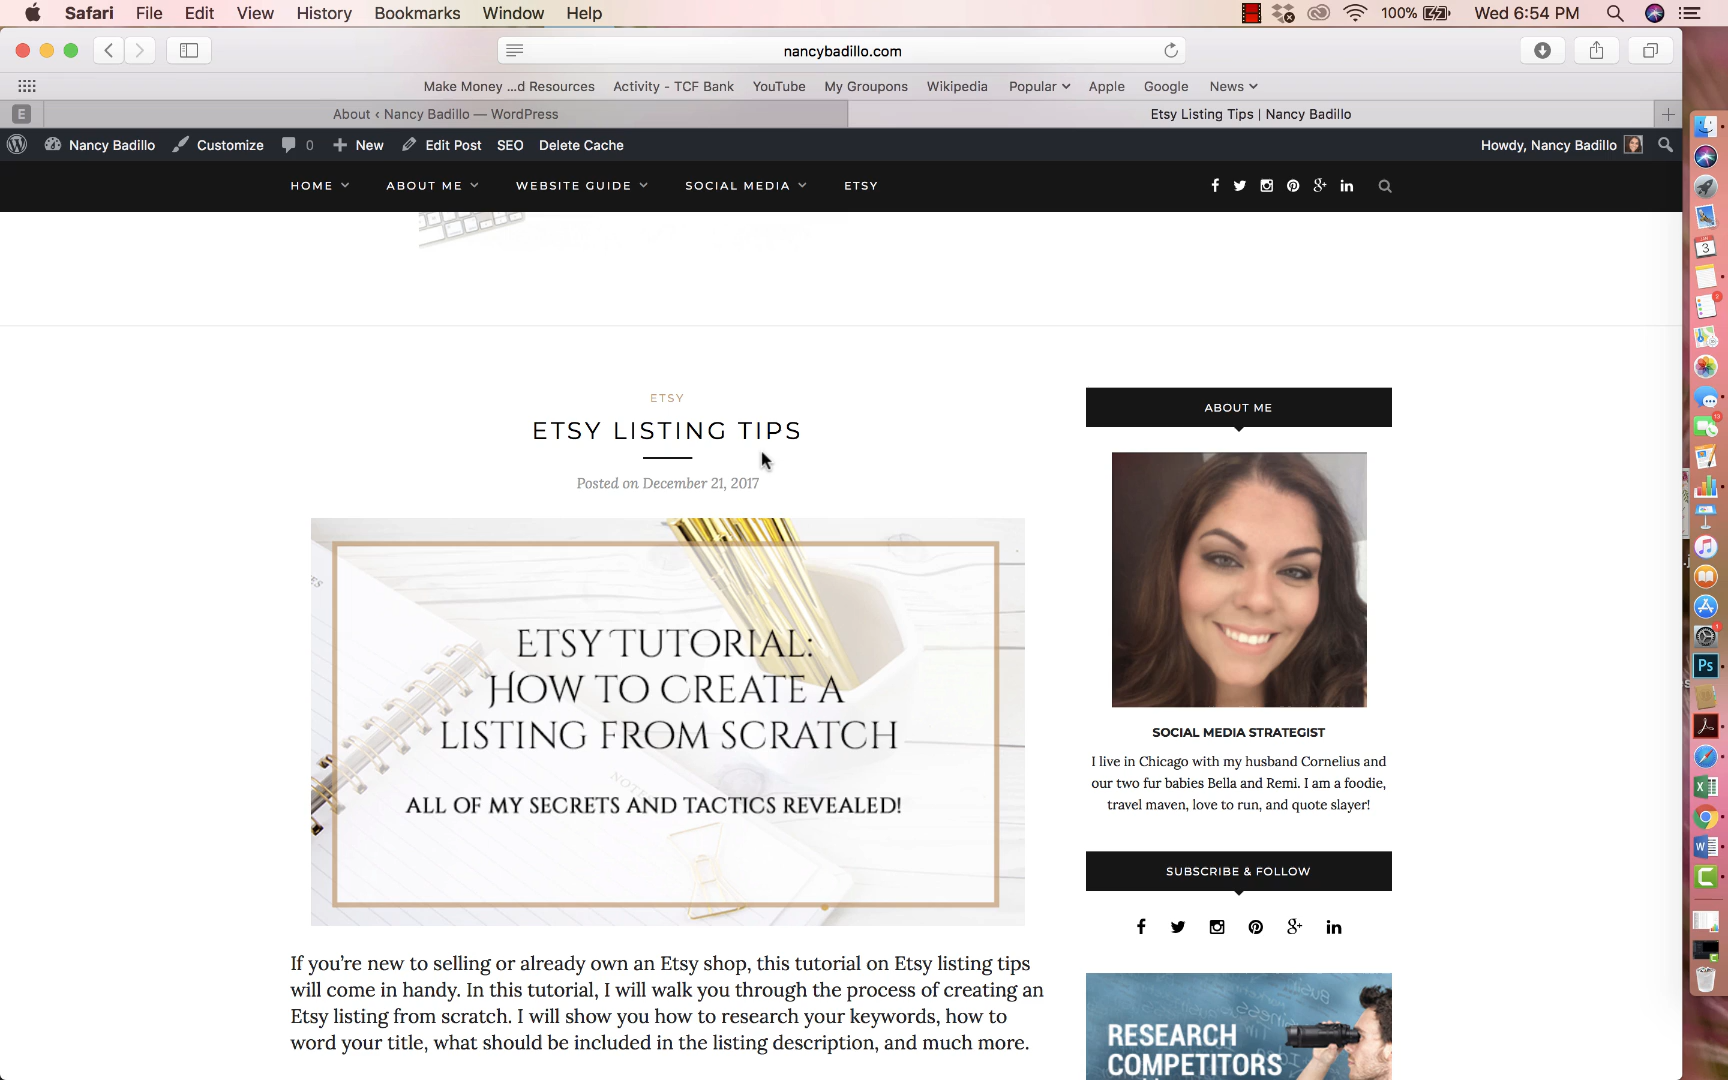 Safari File Edit View History Bookmarks Window Help 100% Wed 6:54 PM
nancybadillo.com
Make Money ...d Resources Activity - TCF Bank YouTube My Groupons Wikipedia Popular Apple Google News
E About ‹ Nancy Badillo — WordPress Etsy Listing Tips | Nancy Badillo
Nancy Badillo Customize 0 New Edit Post SEO Delete Cache Howdy, Nancy Badillo
HOME ABOUT ME WEBSITE GUIDE SOCIAL MEDIA ETSY
ETSY
ETSY LISTING TIPS
Posted on December 21, 2017
ETSY TUTORIAL:
HOW TO CREATE A
LISTING FROM SCRATCH
NOTES
ALL OF MY SECRETS AND TACTICS REVEALED!
If you’re new to selling or already own an Etsy shop, this tutorial on Etsy listing tips
will come in handy. In this tutorial, I will walk you through the process of creating an
Etsy listing from scratch. I will show you how to research your keywords, how to
word your title, what should be included in the listing description, and much more.
ABOUT ME
SOCIAL MEDIA STRATEGIST
I live in Chicago with my husband Cornelius and
our two fur babies Bella and Remi. I am a foodie,
travel maven, love to run, and quote slayer!
SUBSCRIBE & FOLLOW
RESEARCH
COMPETITORS
3
Ps